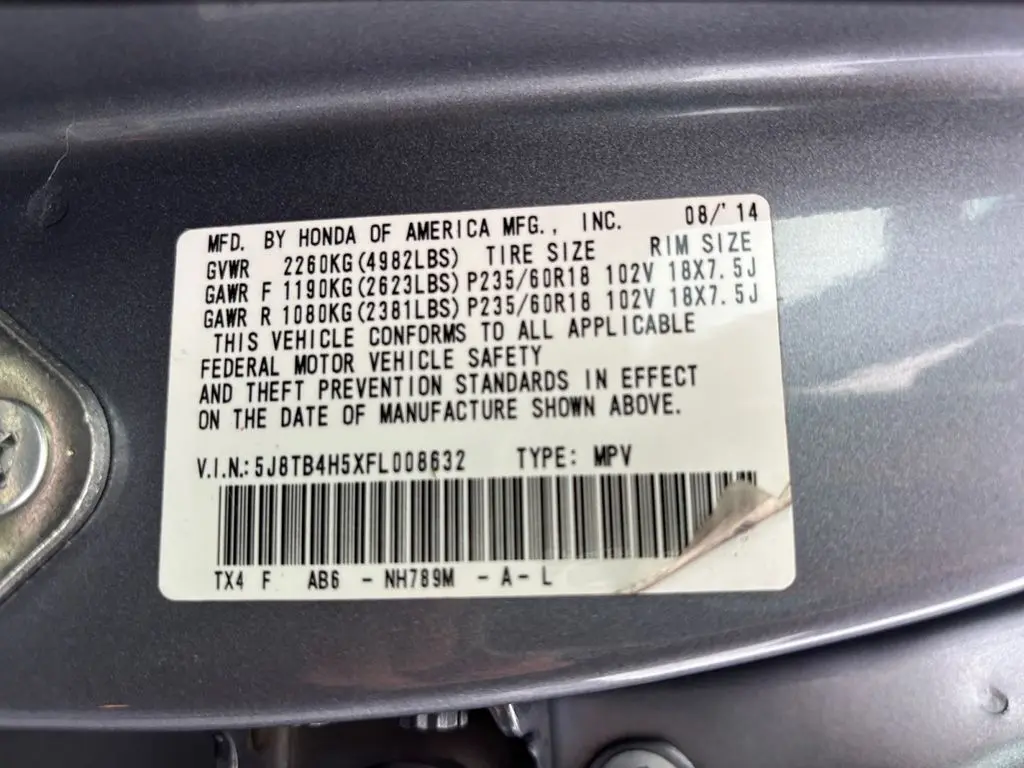 MFD. BY HONDA OF AMERICA MFG., INC. 08/'14
GVWR 2260KG(4982LBS) TIRE SIZE RIM SIZE
GAWR F 1190KG(2623LBS) P235/60R18 102V 18X7.5J
GAWR R 1080KG(2381LBS) P235/60R18 102V 18X7.5J
THIS VEHICLE CONFORMS TO ALL APPLICABLE
FEDERAL MOTOR VEHICLE SAFETY
AND THEFT PREVENTION STANDARDS IN EFFECT
ON THE DATE OF MANUFACTURE SHOWN ABOVE.
V.I.N.: 5J8TB4H5XFL008632 TYPE: MPV
TX4 F AB6 - NH789M - A - L